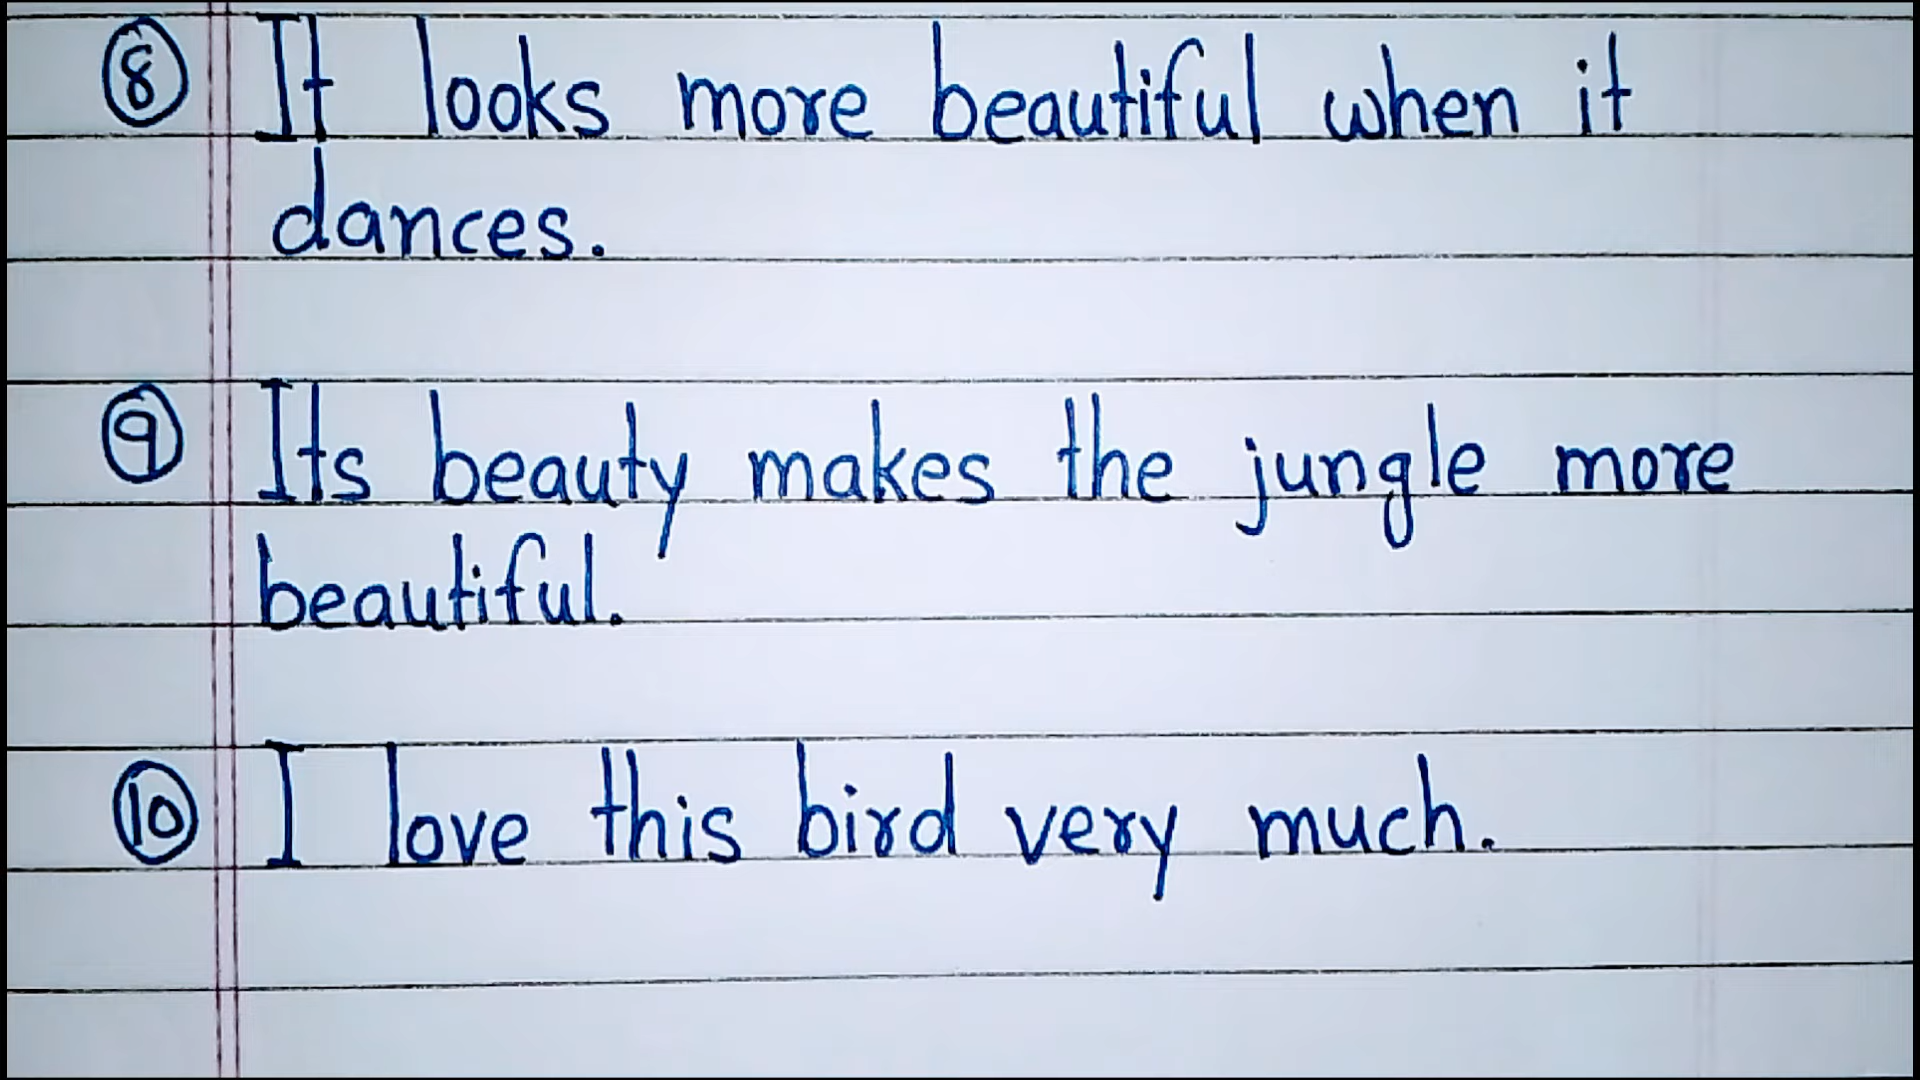 8 It looks more beautiful when it
dances.
9 Its beauty makes the jungle more
beautiful.
10 I love this bird very much.